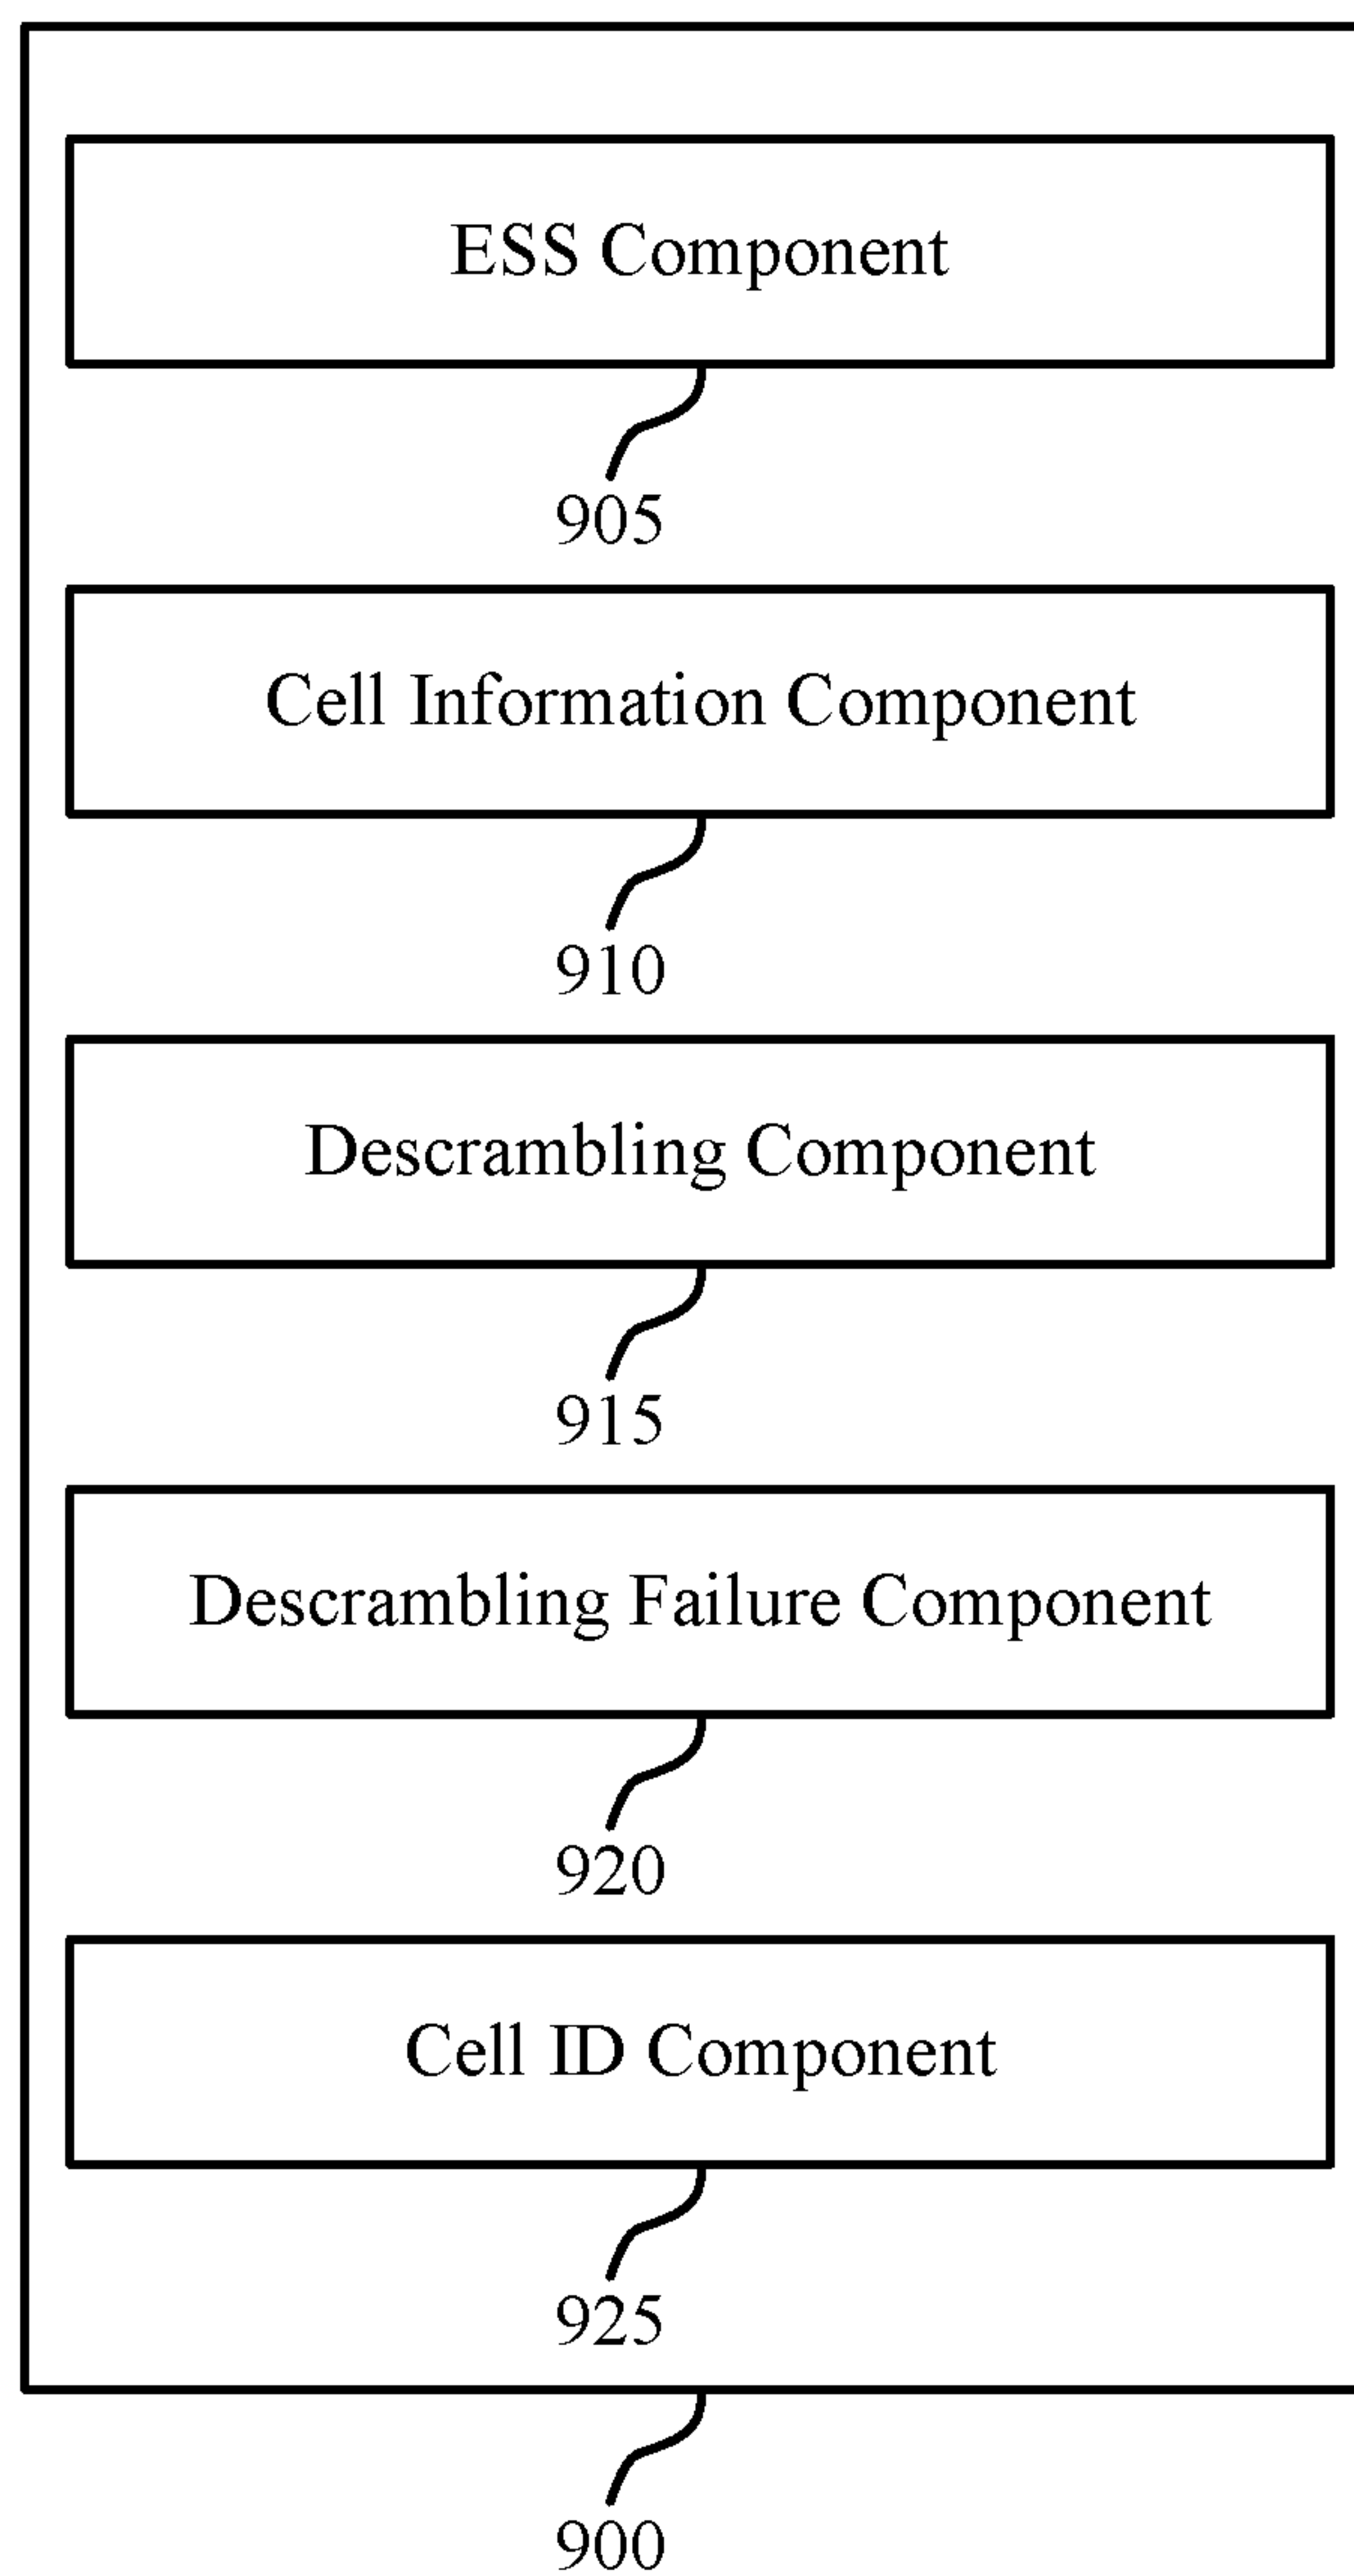 ESS Component
905
Cell Information Component
910
Descrambling Component
915
Descrambling Failure Component
920
Cell ID Component
925
900